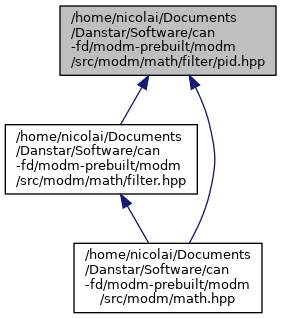 /home/nicolai/Documents
/Danstar/Software/can
-fd/modm-prebuilt/modm
/src/modm/math/filter/pid.hpp
/home/nicolai/Documents
/Danstar/Software/can
-fd/modm-prebuilt/modm
/src/modm/math/filter.hpp
/home/nicolai/Documents
/Danstar/Software/can
-fd/modm-prebuilt/modm
/src/modm/math.hpp